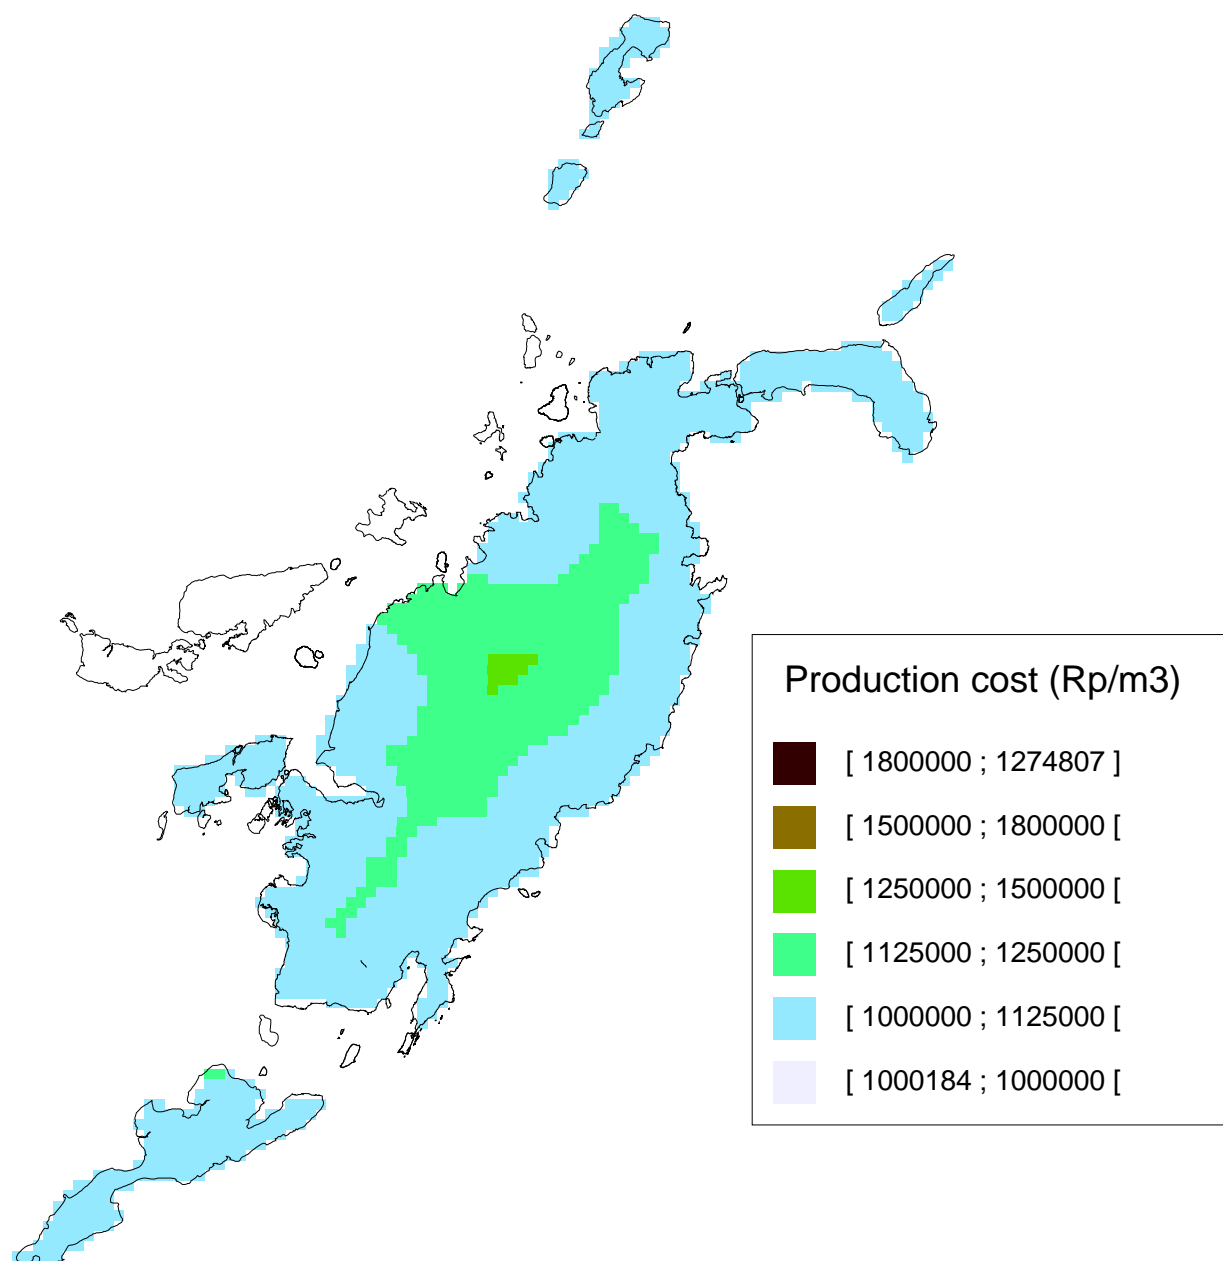 Production cost (Rp/m3)
[ 1800000 ; 1274807 ]
[ 1500000 ; 1800000 [
[ 1250000 ; 1500000 [
[ 1125000 ; 1250000 [
[ 1000000 ; 1125000 [
[ 1000184 ; 1000000 [